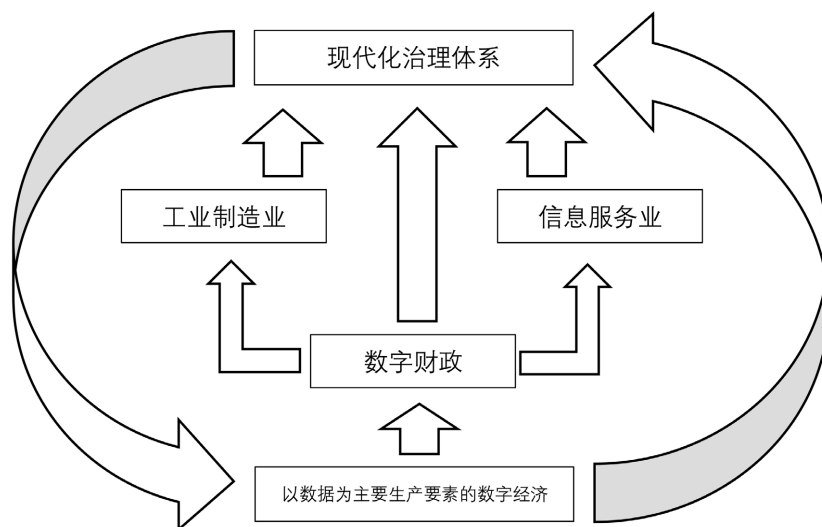 现代化治理体系
工业制造业
信息服务业
数字财政
以数据为主要生产要素的数字经济